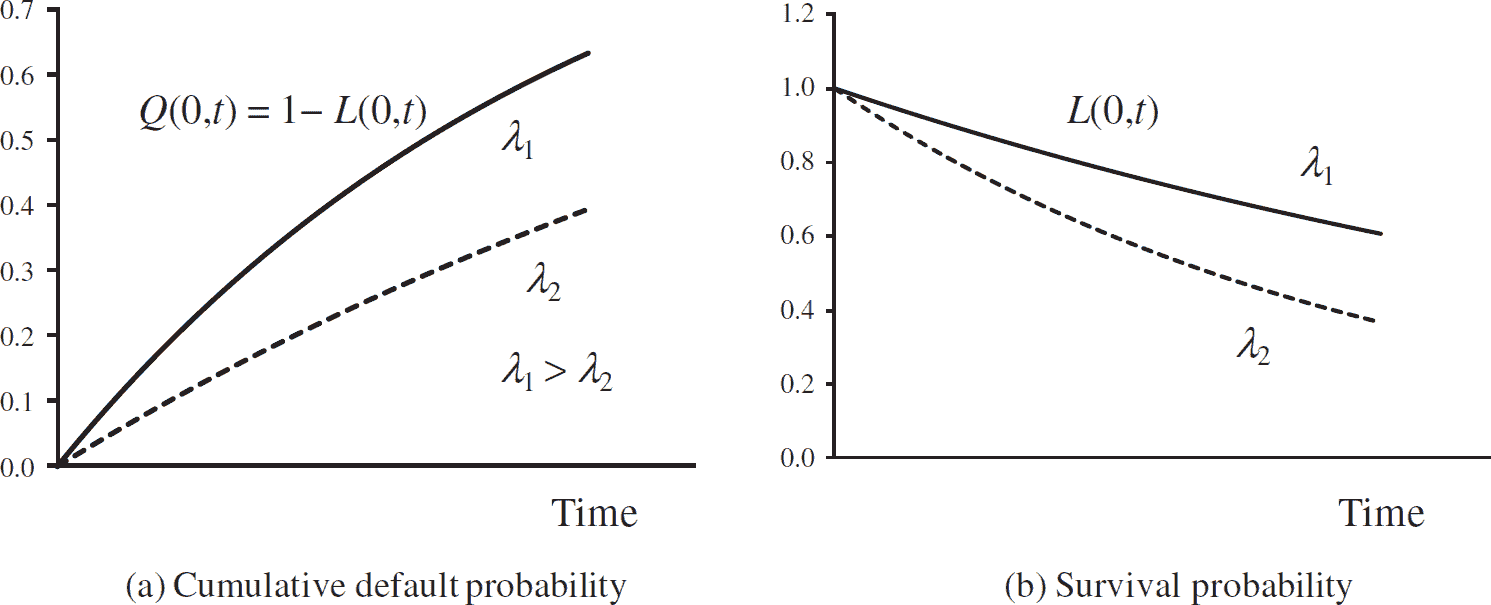 0.7
0.6
0.5
0.4
0.3
0.2
0.1
0.0
Q(0,t) = 1− L(0,t)
λ1
λ2
λ1 > λ2
Time
(a) Cumulative default probability
1.2
1.0
0.8
0.6
0.4
0.2
0.0
L(0,t)
λ1
λ2
Time
(b) Survival probability